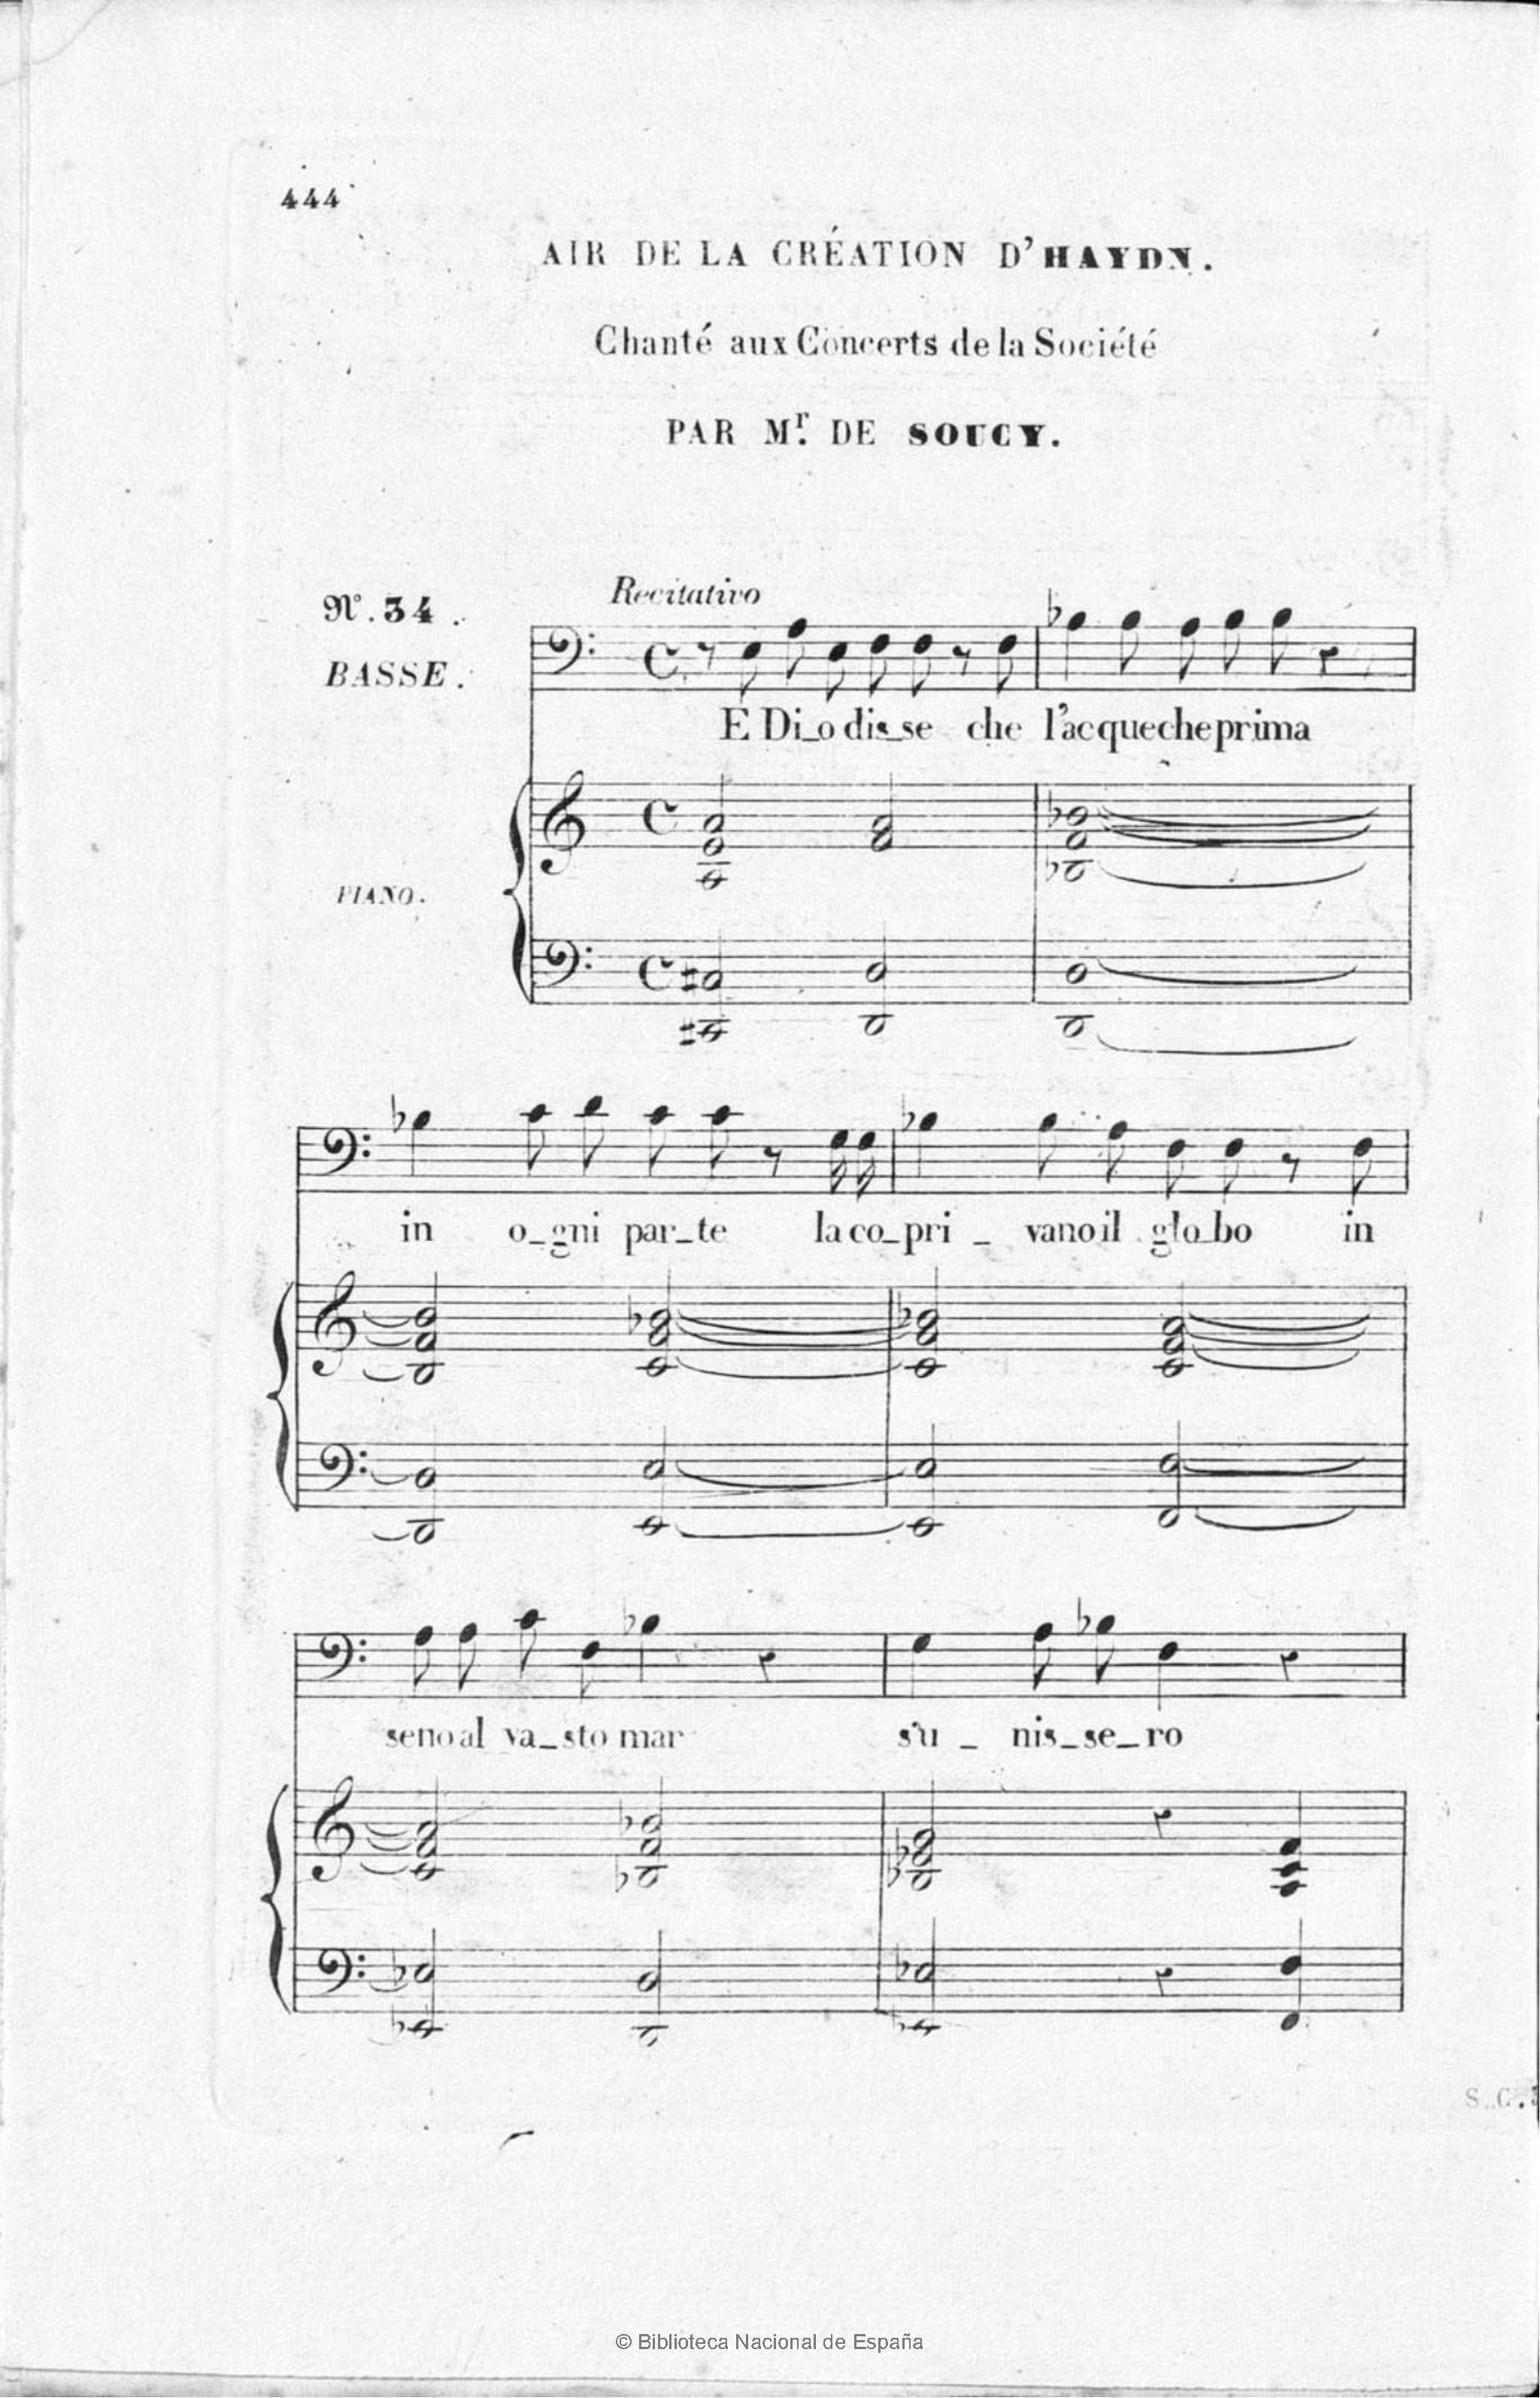 444
AIR DE LA CRÉATION D'HAYDN.
Chanté aux Concerts de la Société
PAR Mr. DE SOUCY.
No. 34.
Recitativo
BASSE.
E Di_o dis_se che l'acque che prima
PIANO.
in o_gni par_te la co_pri _ vano il glo_bo in
seno al va_sto mar s'u _ nis_se_ro
S. C.
© Biblioteca Nacional de España